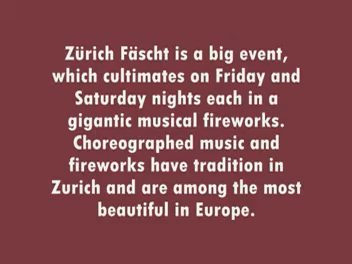 Zürich Fäscht is a big event,
which cultimates on Friday and
Saturday nights each in a
gigantic musical fireworks.
Choreographed music and
fireworks have tradition in
Zurich and are among the most
beautiful in Europe.